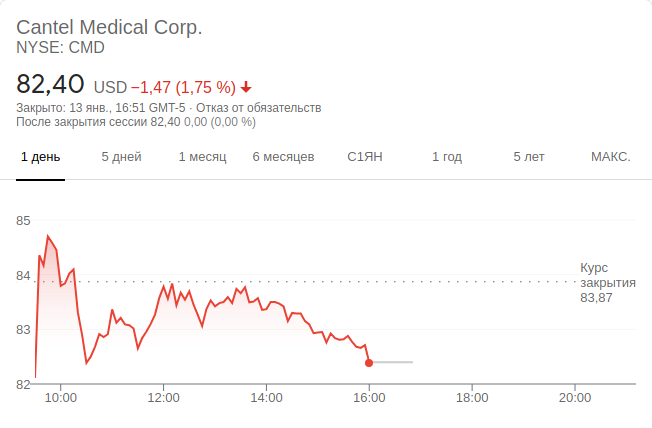 Cantel Medical Corp.
NYSE: CMD
82,40 USD −1,47 (1,75 %)
Закрыто: 13 янв., 16:51 GMT-5 · Отказ от обязательств
После закрытия сессии 82,40 0,00 (0,00 %)
1 день 5 дней 1 месяц 6 месяцев С1ЯН 1 год 5 лет МАКС.
85
84
83
82
Курс
закрытия
83,87
10:00 12:00 14:00 16:00 18:00 20:00